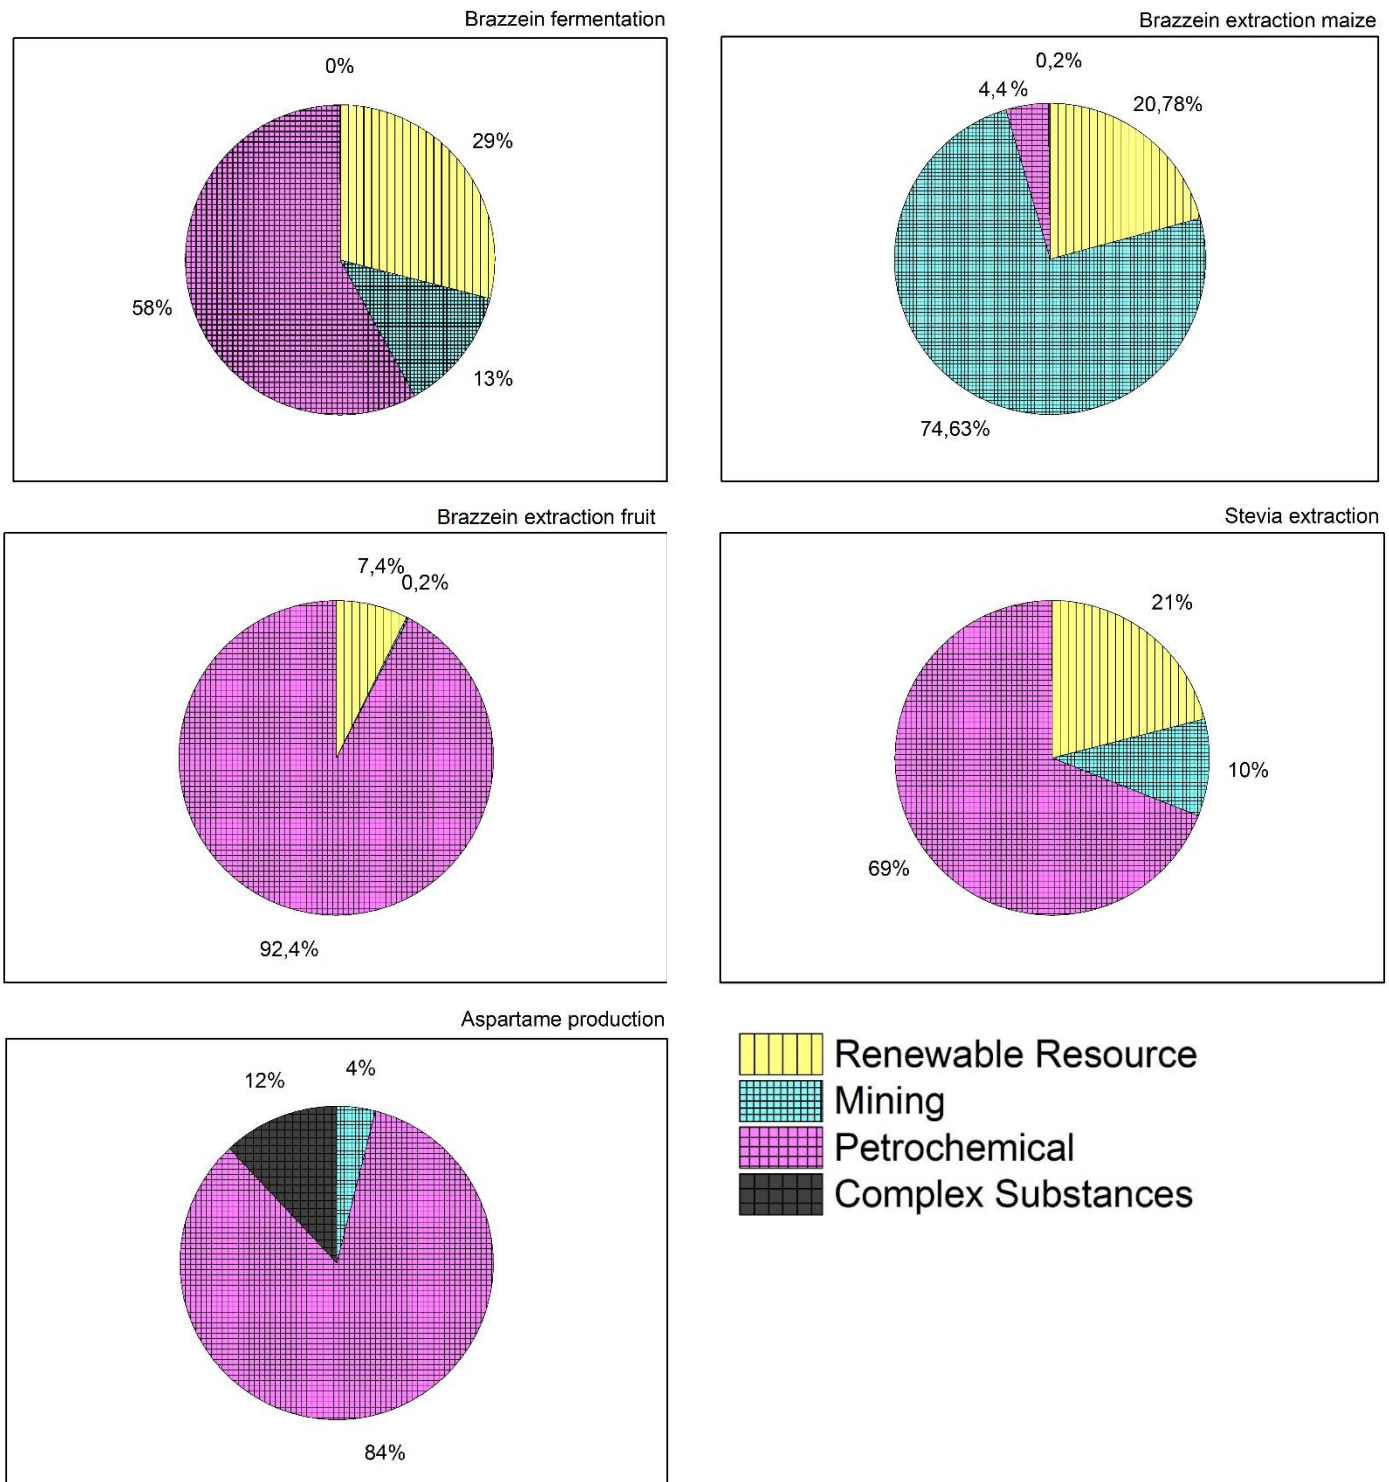 Brazzein fermentation
0%
29%
58%
13%
Brazzein extraction maize
0,2%
4,4 %
20,78%
74,63%
Brazzein extraction fruit
7,4%
0,2%
92,4%
Stevia extraction
21%
10%
69%
Aspartame production
12%
4%
84%
Renewable Resource
Mining
Petrochemical
Complex Substances